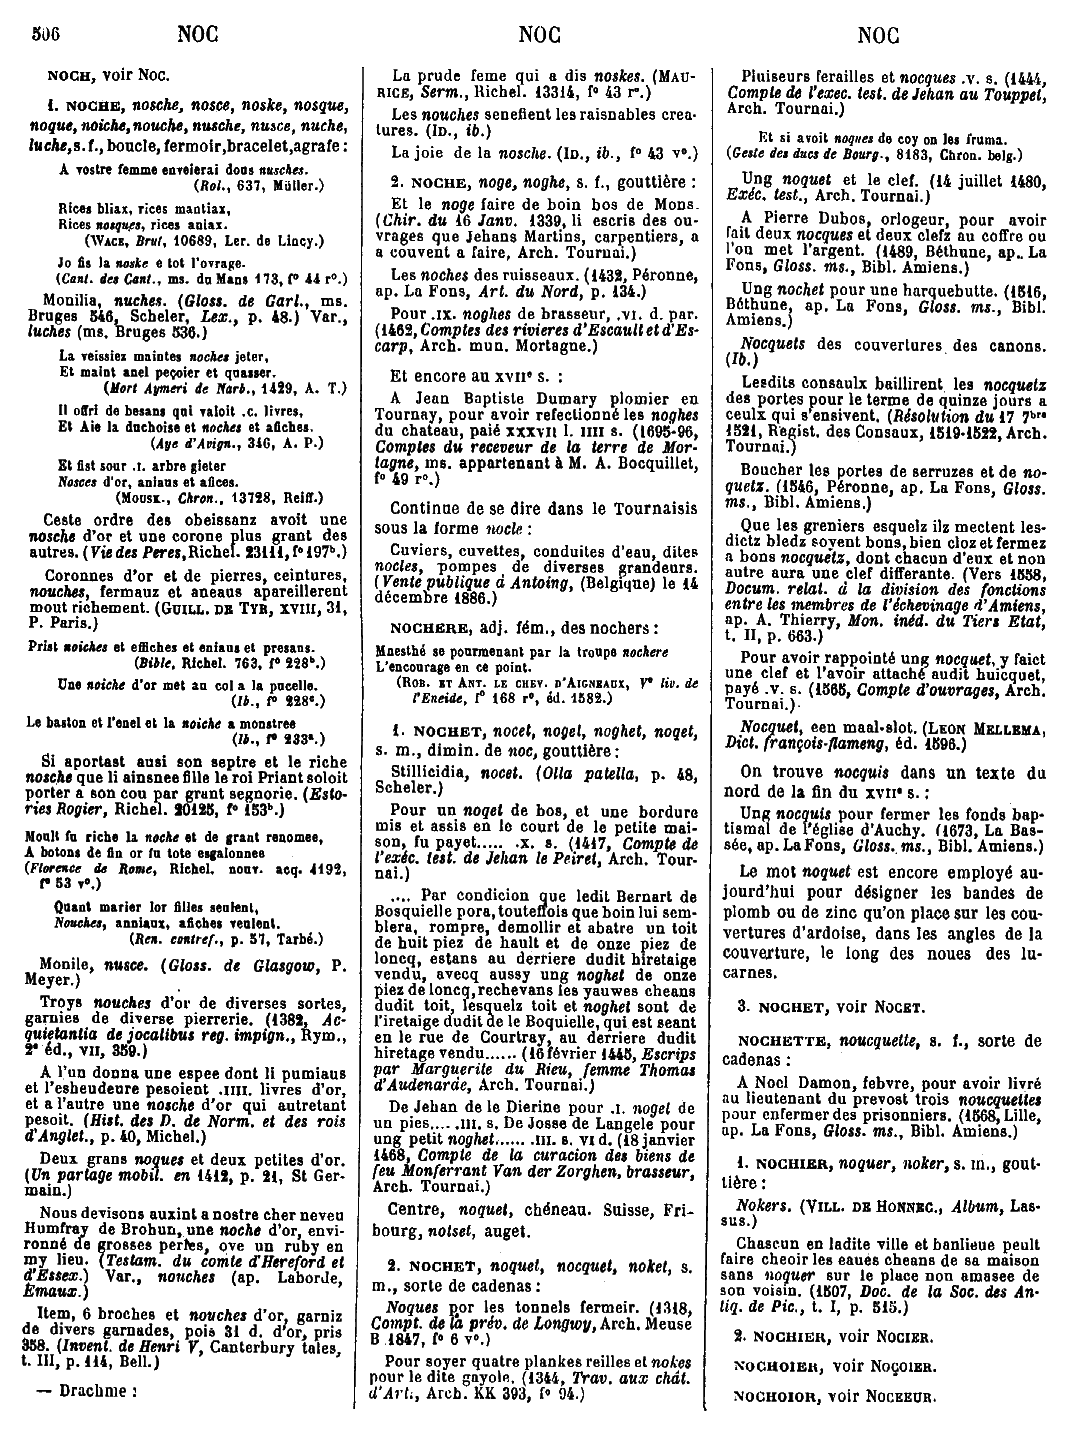 506 NOC NOC NOC
NOCH, voir Noc.
1. NOCHE, nosche, nosce, noske, nosque,
noque, noiche, nouche, nusche, nusce, nuche,
luche, s. f., boucle, fermoir, bracelet, agrafe :
A vostre femme enveierai dous nusches.
(Rol., 637, Müller.)
Rices bliax, rices mantiax,
Rices nosques, rices aniax.
(WACE, Brut, 10689, Ler. de Lincy.)
Jo fis la noske e tot l'ovrage.
(Cant. des Cant., ms. du Mans 173, f° 44 r°.)
Monilia, nuches. (Gloss. de Garl., ms.
Bruges 546, Scheler, Lex., p. 48.) Var.,
luches (ms. Bruges 536.)
La veissiez maintes noches jeter,
Et maint anel peçoier et quasser.
(Mort Aymeri de Narb., 1429, A. T.)
Il offri de besans qui valoit .c. livres,
Et Aie la duchoise et noches et afiches.
(Aye d'Avign., 346, A. P.)
Et fist sour .I. arbre gieter
Nosces d'or, aniaus et afices.
(MOUSK., Chron., 13728, Reiff.)
Ceste ordre des obeissanz avoit une
nosche d'or et une corone plus grant des
autres. (Vie des Peres, Richel. 23111, f° 197b.)
Coronnes d'or et de pierres, ceintures,
nouches, fermauz et aneaus apareillerent
mout richement. (GUILL. DE TYR, XVIII, 31,
P. Paris.)
Prist noiches et effiches et eniaus et presans.
(Bible, Richel. 763, f° 228b.)
Une noiche d'or met au col a la pucelle.
(Ib., f° 228c.)
Le baston et l'enel et la noiche a monstree
(Ib., f° 233a.)
Si aportast ausi son septre et le riche
nosche que li ainsnee fille le roi Priant soloit
porter a son cou par grant segnorie. (Estories Rogier, Richel. 20125, f° 153b.)
Moult fu riche la noche et de grant renomee,
A botons de fin or fu tote esgalonnee
(Florence de Rome, Richel. nouv. acq. 4192,
f° 53 v°.)
Quant marier lor filles seulent,
Nouches, anniaux, afiches veulent.
(Ren. contref., p. 57, Tarbé.)
Monile, nusce. (Gloss. de Glasgow, P.
Meyer.)
Troys nouches d'or de diverses sortes,
garnies de diverse pierrerie. (1382, Ac-
quietantia de jocalibus reg. impign., Rym.,
2e éd., VII, 359.)
A l'un donna une espee dont li pumiaus
et l'esheudeure pesoient .IIII. livres d'or,
et a l'autre une nosche d'or qui autretant
pesoit. (Hist. des D. de Norm. et des rois
d'Anglet., p. 40, Michel.)
Deux grans noques et deux petites d'or.
(Un partage mobil. en 1412, p. 21, St Ger-
main.)
Nous devisons auxint a nostre cher neveu
Humfray de Brohun, une noche d'or, envi-
ronné de grosses perles, ove un ruby en
my lieu. (Testam. du comte d'Hereford et
d'Essex.) Var., nouches (ap. Laborde,
Emaux.)
Item, 6 broches et nouches d'or, garniz
de divers garnades, pois 31 d. d'or, pris
358. (Invent. de Henri V, Canterbury tales,
t. III, p. 114, Bell.)
— Drachme :
La prude feme qui a dis noskes. (MAU-
RICE, Serm., Richel. 13314, f° 43 r°.)
Les nouches senefient les raisnables crea-
tures. (ID., ib.)
La joie de la nosche. (ID., ib., f° 43 v°.)
2. NOCHE, noge, noghe, s. f., gouttière :
Et le noge faire de boin bos de Mons.
(Chir. du 16 Janv. 1339, li escris des ou-
vrages que Jehans Martins, carpentiers, a
a couvent a faire, Arch. Tournai.)
Les noches des ruisseaux. (1432, Péronne,
ap. La Fons, Art. du Nord, p. 134.)
Pour .IX. noghes de brasseur, .VI. d. par.
(1462, Comptes des rivieres d'Escault et d'Es-
carp, Arch. mun. Mortagne.)
Et encore au XVIIe s. :
A Jean Baptiste Dumary plomier en
Tournay, pour avoir refectionné les noghes
du chateau, paié XXXVII l. IIII s. (1695-96,
Comptes du receveur de la terre de Mor-
tagne, ms. appartenant à M. A. Bocquillet,
f° 49 r°.)
Continue de se dire dans le Tournaisis
sous la forme nocle :
Cuviers, cuvettes, conduites d'eau, dites
nocles, pompes de diverses grandeurs.
(Vente publique à Antoing, (Belgique) le 14
décembre 1886.)
NOCHERE, adj. fém., des nochers :
Mnesthé se pourmenant par la troupe nochere
L'encourage en ce point.
(ROB. ET ANT. LE CHEV. D'AIGNEAUX, Ve liv. de
l'Eneide, f° 168 r°, éd. 1582.)
1. NOCHET, nocet, noget, noghet, noqet,
s. m., dimin. de noc, gouttière :
Stillicidia, nocet. (Olla patella, p. 48,
Scheler.)
Pour un noqet de bos, et une bordure
mis et assis en le court de le petite mai-
son, fu payet..... .x. s. (1417, Compte de
l'exéc. test. de Jehan le Peiret, Arch. Tour-
nai.)
.... Par condicion que ledit Bernart de
Bosquielle pora, touteffois que boin lui sem-
blera, rompre, demollir et abatre un toit
de huit piez de hault et de onze piez de
loncq, estans au derriere dudit hiretaige
vendu, avecq aussy ung noghet de onze
piez de loncq, rechevans les yauwes cheans
dudit toit, lesquelz toit et noghet sont de
l'iretaige dudit de le Boquielle, qui est seant
en le rue de Courtray, au derriere dudit
hiretage vendu...... (16 février 1445, Escrips
par Marguerite du Rieu, femme Thomas
d'Audenarde, Arch. Tournai.)
De Jehan de le Dierine pour .I. noget de
un pies.... .III. s. De Josse de Langele pour
ung petit noghet...... .III. s. VI d. (18 janvier
1468, Compte de la curacion des biens de
feu Monferrant Van der Zorghen, brasseur,
Arch. Tournai.)
Centre, noquet, chéneau. Suisse, Fri-
bourg, notset, auget.
2. NOCHET, noquet, nocquet, noket, s.
m., sorte de cadenas :
Noques por les tonnels fermeir. (1318,
Compt. de la prév. de Longwy, Arch. Meuse
B 1847, f° 6 v°.)
Pour soyer quatre plankes reilles et nokes
pour le dite gayole. (1344, Trav. aux chât.
d'Art., Arch. KK 393, f° 94.)
Pluiseurs ferailles et nocques .v. s. (1444,
Compte de l'exec. test. de Jehan au Touppet,
Arch. Tournai.)
Et si avoit noques de coy on les fruma.
(Geste des ducs de Bourg., 8183, Chron. belg.)
Ung noquet et le clef. (14 juillet 1480,
Exéc. test., Arch. Tournai.)
A Pierre Dubos, orlogeur, pour avoir
fait deux nocques et deux clefz au coffre ou
l'on met l'argent. (1489, Béthune, ap. La
Fons, Gloss. ms., Bibl. Amiens.)
Ung nochet pour une harquebutte. (1516,
Béthune, ap. La Fons, Gloss. ms., Bibl.
Amiens.)
Nocquets des couvertures des canons.
(Ib.)
Lesdits consaulx baillirent les nocquetz
des portes pour le terme de quinze jours a
ceulx qui s'ensivent. (Résolution du 17 7bre
1521, Regist. des Consaux, 1519-1522, Arch.
Tournai.)
Boucher les portes de serruzes et de no-
quetz. (1546, Péronne, ap. La Fons, Gloss.
ms., Bibl. Amiens.)
Que les greniers esquelz ilz mectent les-
dictz bledz soyent bons, bien cloz et fermez
a bons nocquetz, dont chacun d'eux et non
autre aura une clef differante. (Vers 1558,
Docum. relat. à la division des fonctions
entre les membres de l'échevinage d'Amiens,
ap. A. Thierry, Mon. inéd. du Tiers Etat,
t. II, p. 663.)
Pour avoir rappointé ung nocquet, y faict
une clef et l'avoir attaché audit huicquet,
payé .v. s. (1565, Compte d'ouvrages, Arch.
Tournai.)
Nocquet, een maal-slot. (LEON MELLEMA,
Dict. françois-flameng, éd. 1596.)
On trouve nocquis dans un texte du
nord de la fin du XVIIe s. :
Ung nocquis pour fermer les fonds bap-
tismal de l'église d'Auchy. (1673, La Bas-
sée, ap. La Fons, Gloss. ms., Bibl. Amiens.)
Le mot noquet est encore employé au-
jourd'hui pour désigner les bandes de
plomb ou de zinc qu'on place sur les cou-
vertures d'ardoise, dans les angles de la
couverture, le long des noues des lu-
carnes.
3. NOCHET, voir NOCET.
NOCHETTE, noucquette, s. f., sorte de
cadenas :
A Noel Damon, febvre, pour avoir livré
au lieutenant du prevost trois noucquettes
pour enfermer des prisonniers. (1568, Lille,
ap. La Fons, Gloss. ms., Bibl. Amiens.)
1. NOCHIER, noquer, noker, s. m., gout-
tière :
Nokers. (VILL. DE HONNEC., Album, Las-
sus.)
Chascun en ladite ville et banlieue peult
faire cheoir les eaues cheans de sa maison
sans noquer sur le place non amasee de
son voisin. (1507, Doc. de la Soc. des An-
tiq. de Pic., t. I, p. 515.)
2. NOCHIER, voir NOCIER.
NOCHOIER, voir NOÇOIER.
NOCHOIOR, voir NOCEEUR.